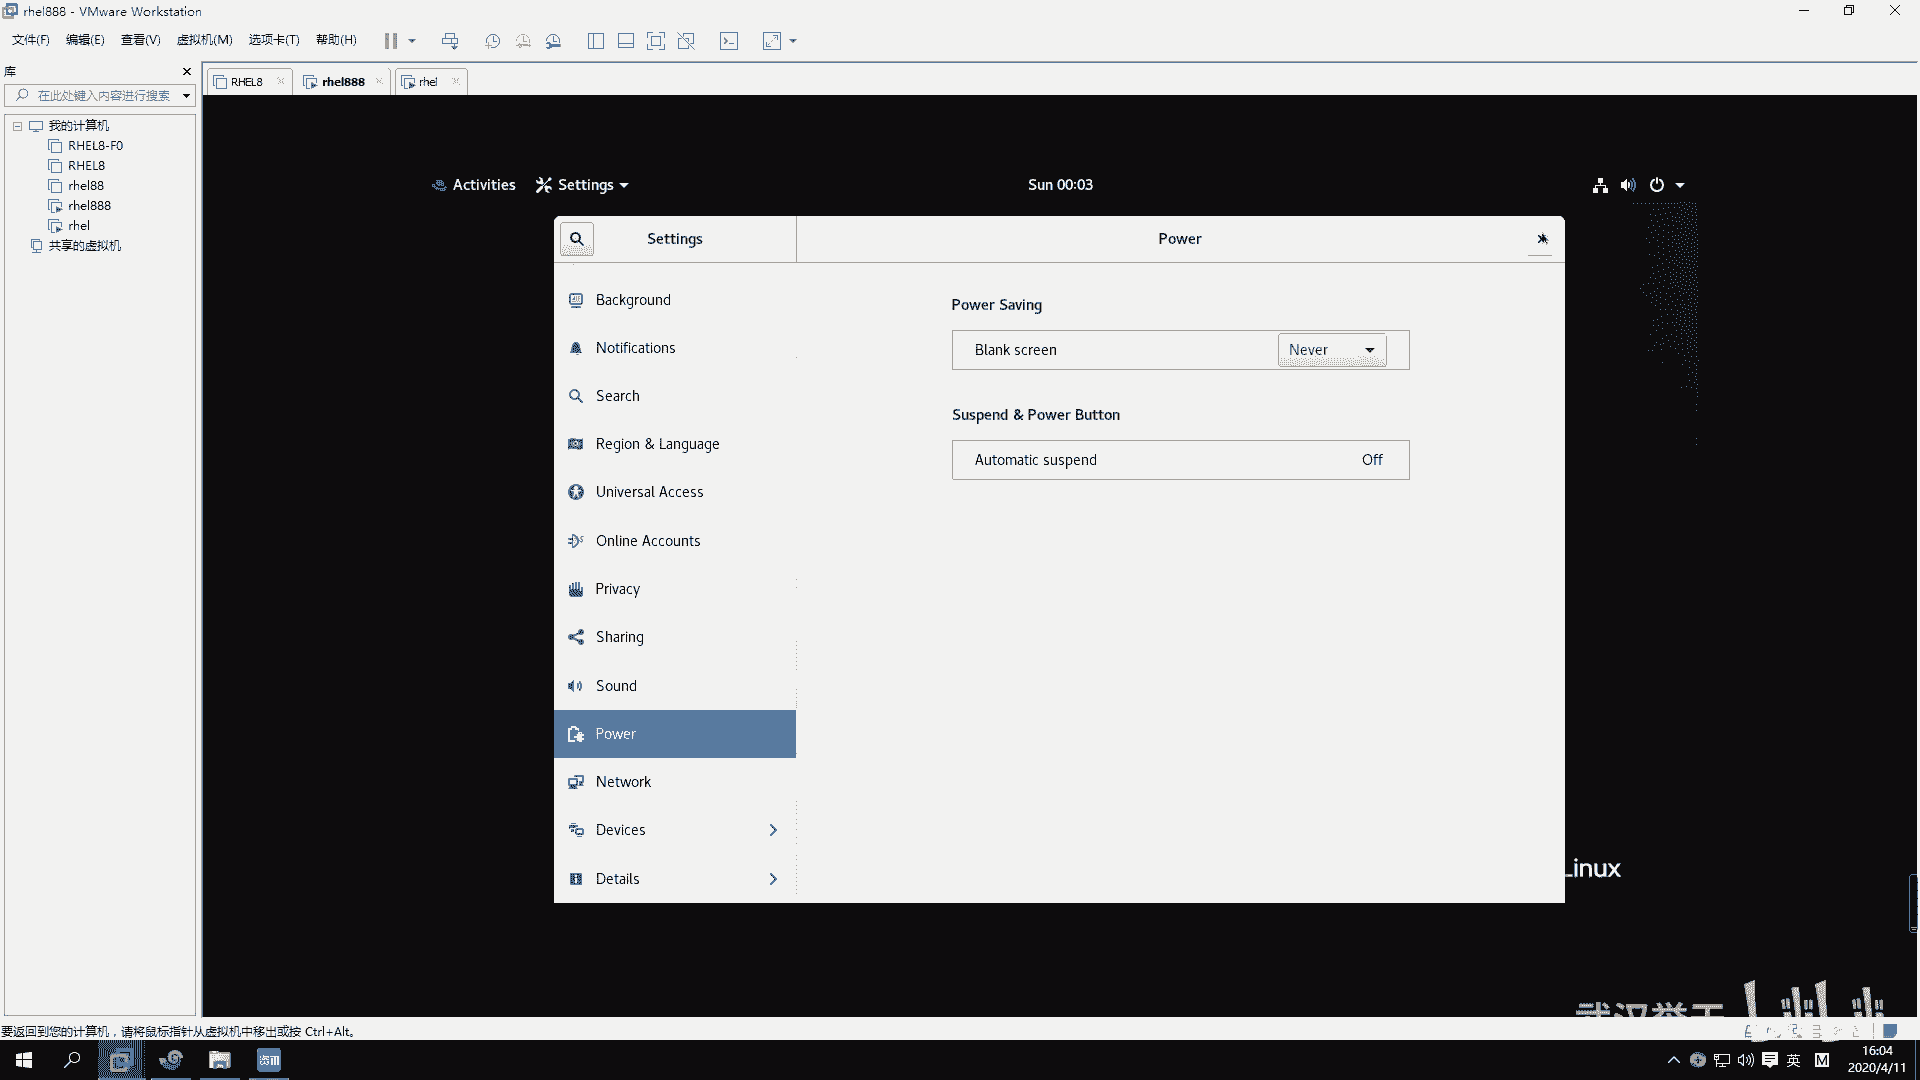 rhel888 - VMware Workstation
文件(F) 编辑(E) 查看(V) 虚拟机(M) 选项卡(T) 帮助(H)
库
在此处键入内容进行搜索
RHEL8 rhel888 rhel
我的计算机
RHEL8-F0
RHEL8
rhel88
rhel888
rhel
共享的虚拟机
Activities Settings Sun 00:03
Settings Power
Background
Notifications
Search
Region & Language
Universal Access
Online Accounts
Privacy
Sharing
Sound
Power
Network
Devices
Details
Power Saving
Blank screen Never
Suspend & Power Button
Automatic suspend Off
Linux
要返回到您的计算机，请将鼠标指针从虚拟机中移出或按 Ctrl+Alt。
英 M 16:04
2020/4/11